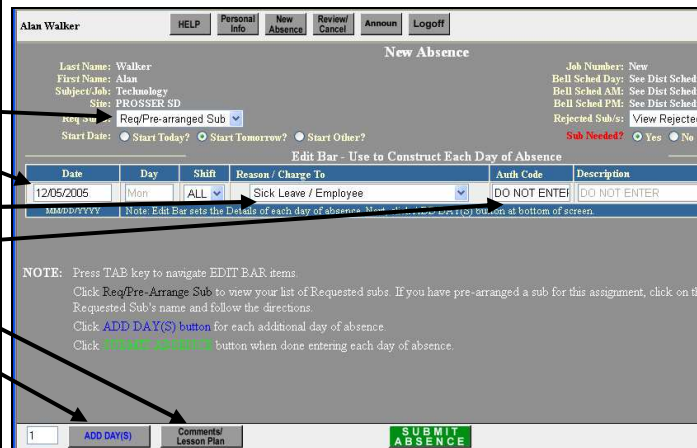 Alan Walker HELP Personal Info New Absence Review/ Cancel Announ Logoff
New Absence
Last Name: Walker Job Number: New
First Name: Alan Bell Sched Day: See Dist Sched
Subject/Job: Technology Bell Sched AM: See Dist Sched
Site: PROSSER SD Bell Sched PM: See Dist Sched
Req Req/Pre-arranged Sub Rejected Sub/s: View Rejected
Start Date: Start Today? Start Tomorrow? Start Other? Sub Needed? Yes No
Edit Bar - Use to Construct Each Day of Absence
Date Day Shift Reason / Charge To Auth Code Description
12/05/2005 Mon ALL Sick Leave / Employee DO NOT ENTER DO NOT ENTER
MM/DD/YYYY Note: Edit Bar sets the Details of each day of absence. Next, click ADD DAY(S) button at bottom of screen.
NOTE: Press TAB key to navigate EDIT BAR items.
Click Req/Pre-Arrange Sub to view your list of Requested subs. If you have pre-arranged a sub for this assignment, click on th
Requested Sub's name and follow the directions.
Click ADD DAY(S) button for each additional day of absence.
Click SUBMIT ABSENCE button when done entering each day of absence.
1 ADD DAY(S) Comments/ Lesson Plan SUBMIT ABSENCE